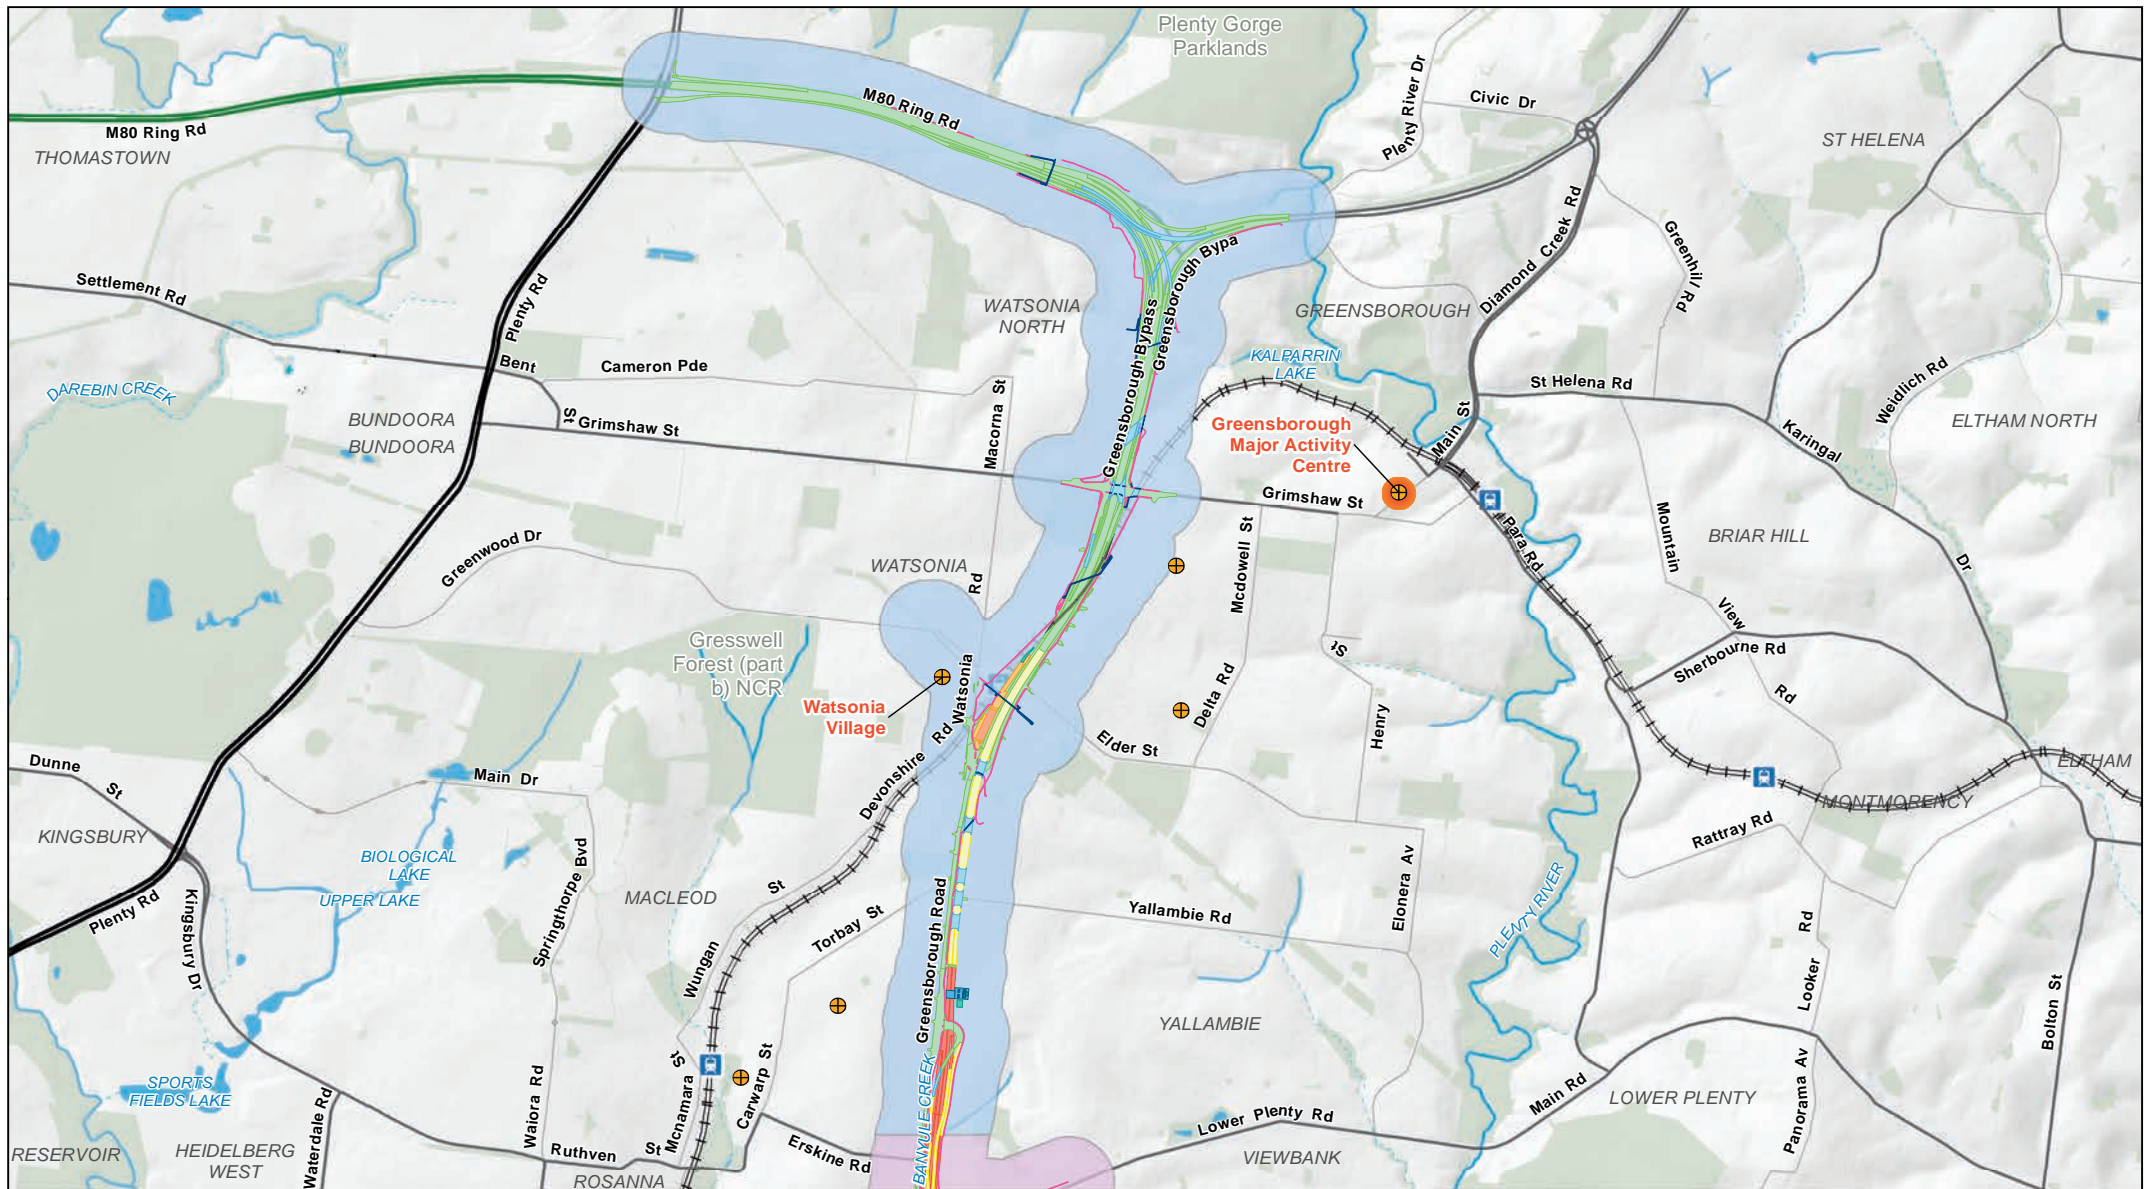 Plenty Gorge
Parklands
M80 Ring Rd
M80 Ring Rd
THOMASTOWN
Plenty River Dr
Civic Dr
ST HELENA
Settlement Rd
Plenty Rd
WATSONIA
NORTH
Greensborough Bypass
Greensborough Bypa
GREENSBOROUGH
Diamond Creek Rd
Greenhill Rd
DAREBIN CREEK
Bent
St
Cameron Pde
BUNDOORA
BUNDOORA
Grimshaw St
Macorna St
KALPARRIN
LAKE
St Helena Rd
Weidlich Rd
ELTHAM NORTH
Main St
Greensborough
Major Activity
Centre
Karingal
Dr
Grimshaw St
Greenwood Dr
WATSONIA
Rd
Mcdowell St
Para Rd
Mountain
View
Rd
BRIAR HILL
Gresswell
Forest (part
b) NCR
Watsonia
Watsonia
Village
Delta Rd
St
Henry
Sherbourne Rd
Dunne
St
Main Dr
Devonshire Rd
Elder St
ELTHAM
MONTMORENCY
KINGSBURY
BIOLOGICAL
LAKE
UPPER LAKE
Rattray Rd
Plenty Rd
Kingsbury Dr
Springthorpe Bvd
MACLEOD
St
Wungan
Torbay St
Greensborough Road
Yallambie Rd
Elonera Av
PLENTY RIVER
Looker
Rd
YALLAMBIE
Bolton St
SPORTS
FIELDS LAKE
St
Mcnamara
Carwarp St
BANYULE CREEK
Main Rd
LOWER PLENTY
Panorama Av
RESERVOIR
HEIDELBERG
WEST
Waterdale Rd
Waiora Rd
Ruthven St
ROSANNA
Erskine Rd
Lower Plenty Rd
VIEWBANK